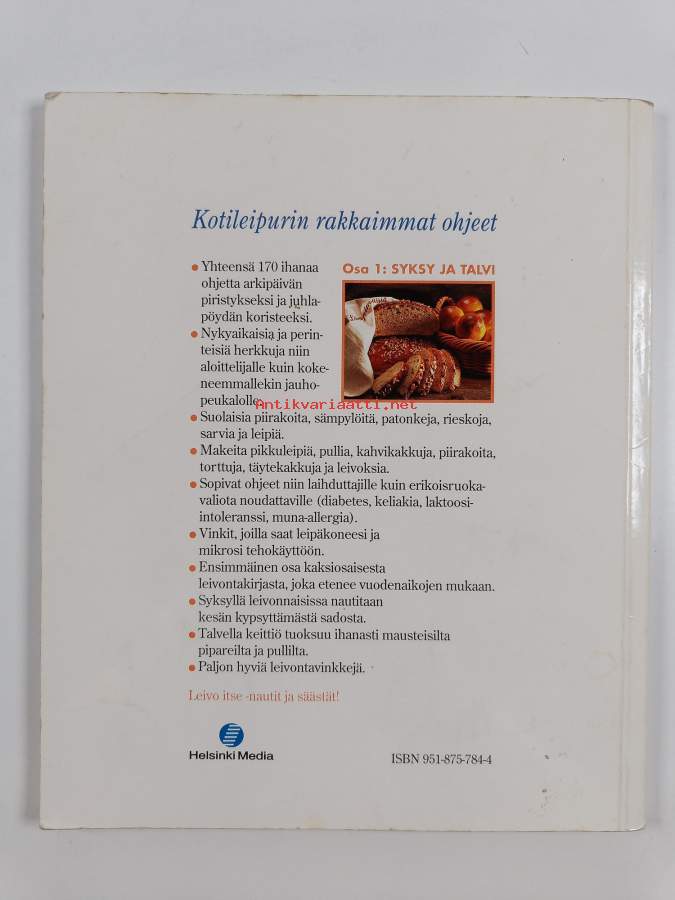 Kotileipurin rakkaimmat ohjeet
Osa 1: SYKSY JA TALVI
• Yhteensä 170 ihanaa
ohjetta arkipäivän
piristykseksi ja juhla-
pöydän koristeeksi.
• Nykyaikaisia ja perin-
teisiä herkkuja niin
aloittelijalle kuin koke-
neemmallekin jauho-
peukalolle.
Antikvariaatti.net
• Suolaisia piirakoita, sämpylöitä, patonkeja, rieskoja,
sarvia ja leipiä.
• Makeita pikkuleipiä, pullia, kahvikakkuja, piirakoita,
torttuja, täytekakkuja ja leivoksia.
• Sopivat ohjeet niin laihduttajille kuin erikoisruoka-
valiota noudattaville (diabetes, keliakia, laktoosi-
intoleranssi, muna-allergia).
• Vinkit, joilla saat leipäkoneesi ja
mikrosi tehokäyttöön.
• Ensimmäinen osa kaksiosaisesta
leivontakirjasta, joka etenee vuodenaikojen mukaan.
• Syksyllä leivonnaisissa nautitaan
kesän kypsyttämästä sadosta.
• Talvella keittiö tuoksuu ihanasti mausteisilta
pipareilta ja pullilta.
• Paljon hyviä leivontavinkkejä.
Leivo itse -nautit ja säästät!
Helsinki Media
ISBN 951-875-784-4